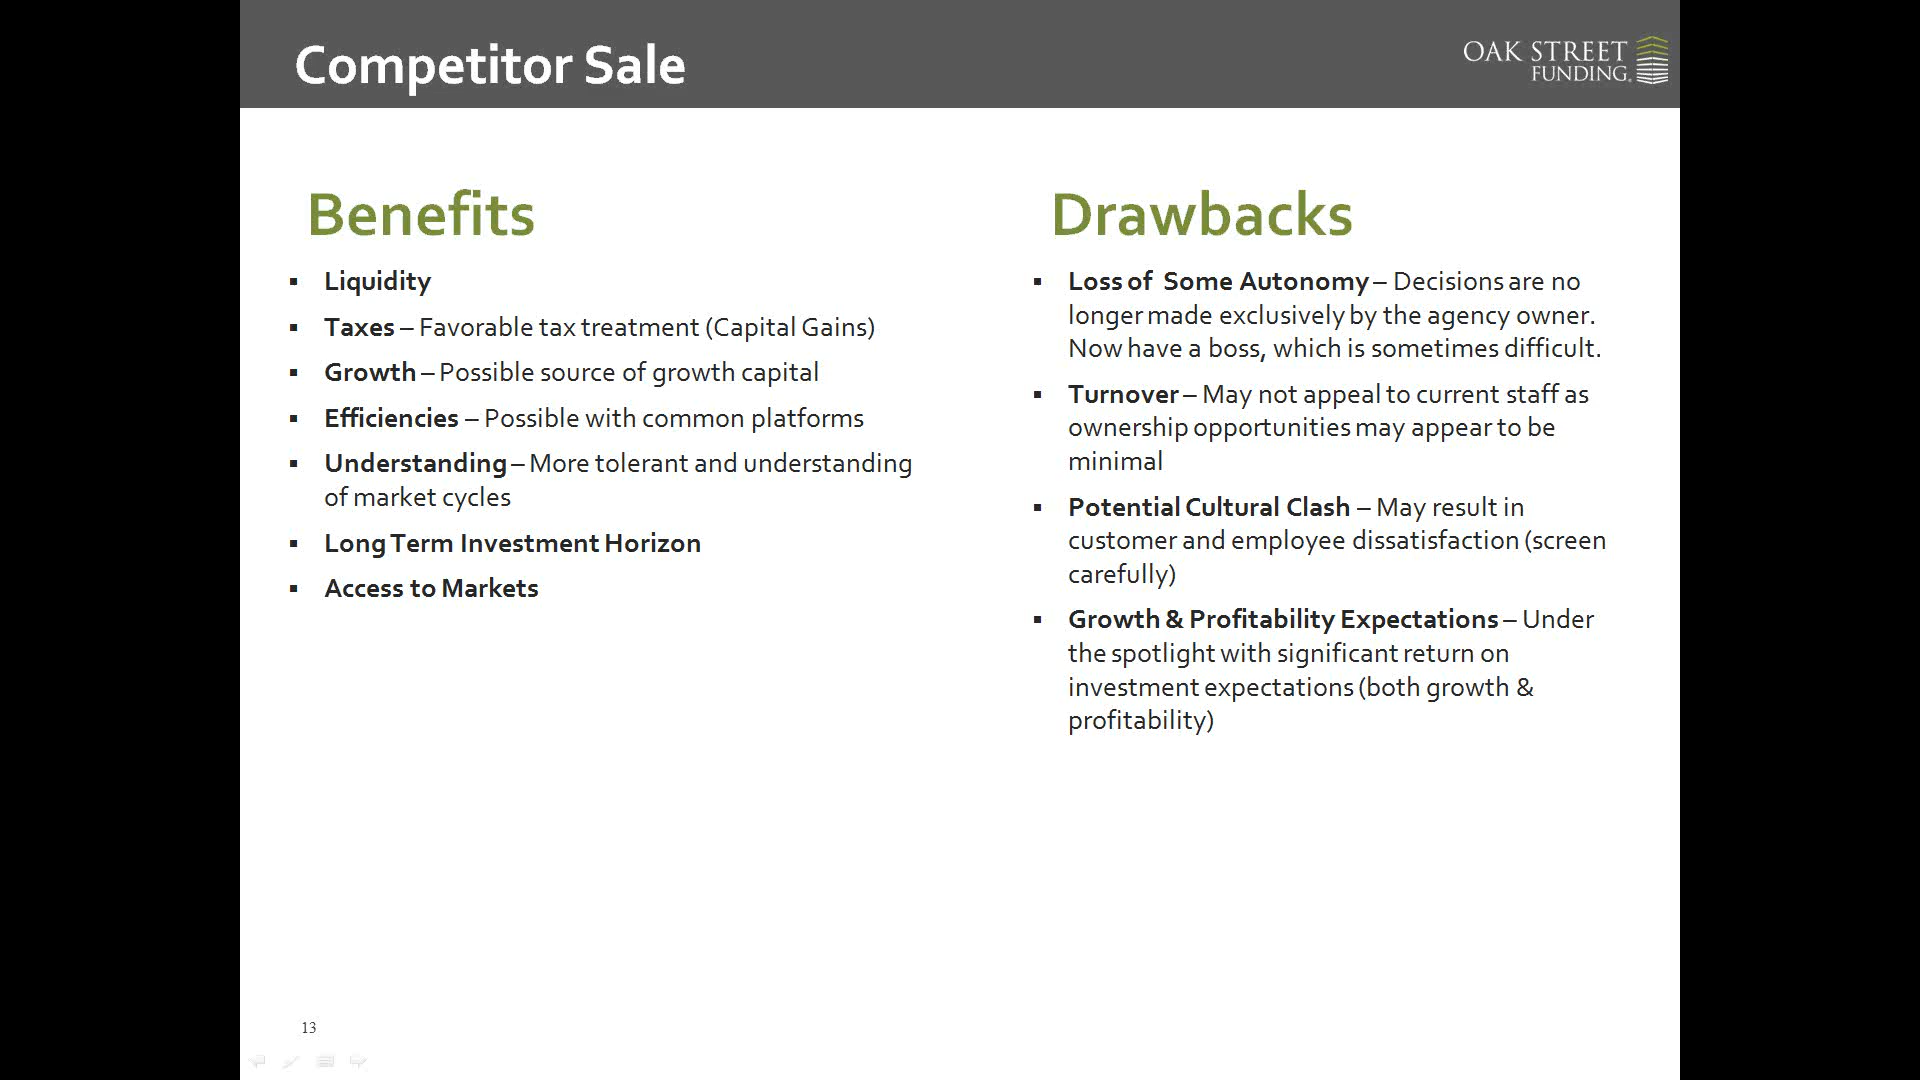 Competitor Sale
OAK STREET
FUNDING.
Benefits
▪ Liquidity
▪ Taxes – Favorable tax treatment (Capital Gains)
▪ Growth – Possible source of growth capital
▪ Efficiencies – Possible with common platforms
▪ Understanding – More tolerant and understanding
of market cycles
▪ Long Term Investment Horizon
▪ Access to Markets
Drawbacks
▪ Loss of Some Autonomy – Decisions are no
longer made exclusively by the agency owner.
Now have a boss, which is sometimes difficult.
▪ Turnover – May not appeal to current staff as
ownership opportunities may appear to be
minimal
▪ Potential Cultural Clash – May result in
customer and employee dissatisfaction (screen
carefully)
▪ Growth & Profitability Expectations – Under
the spotlight with significant return on
investment expectations (both growth &
profitability)
13